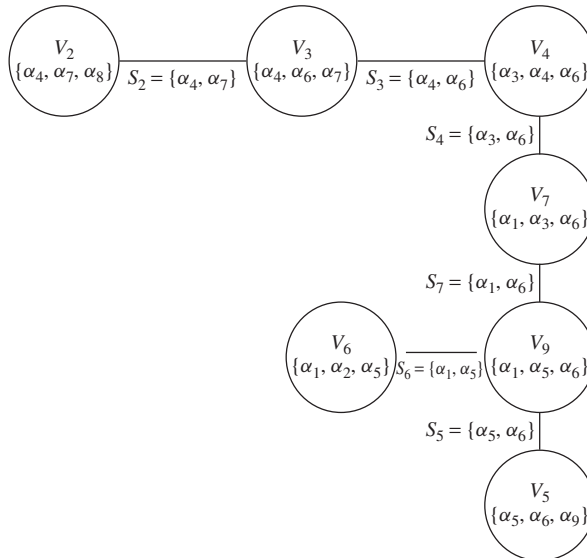 V₂
{α₄, α₇, α₈}
S₂ = {α₄, α₇}
V₃
{α₄, α₆, α₇}
S₃ = {α₄, α₆}
V₄
{α₃, α₄, α₆}
S₄ = {α₃, α₆}
V₇
{α₁, α₃, α₆}
S₇ = {α₁, α₆}
V₆
{α₁, α₂, α₅}
S₆ = {α₁, α₅}
V₉
{α₁, α₅, α₆}
S₅ = {α₅, α₆}
V₅
{α₅, α₆, α₉}